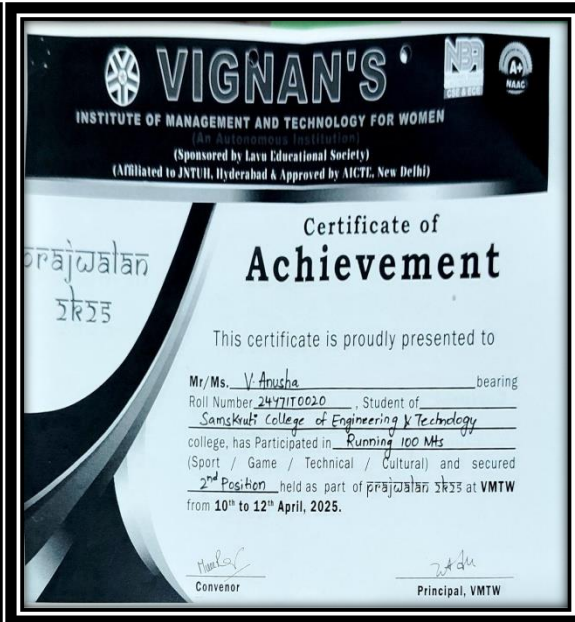 VIGNAN'S
NBA
CSE & ECE
A+
NAAC
INSTITUTE OF MANAGEMENT AND TECHNOLOGY FOR WOMEN
(An Autonomous Institution)
(Sponsored by Lavu Educational Society)
(Affiliated to JNTUH, Hyderabad & Approved by AICTE, New Delhi)
prajwalan
2k25
Certificate of
Achievement
This certificate is proudly presented to
Mr/Ms. V. Anusha bearing
Roll Number 24471T0020, Student of
Samskruti College of Engineering & Technology
college, has Participated in Running 100 Mts
(Sport / Game / Technical / Cultural) and secured
2nd Position held as part of prajwalan 2k25 at VMTW
from 10th to 12th April, 2025.
Convenor
Principal, VMTW